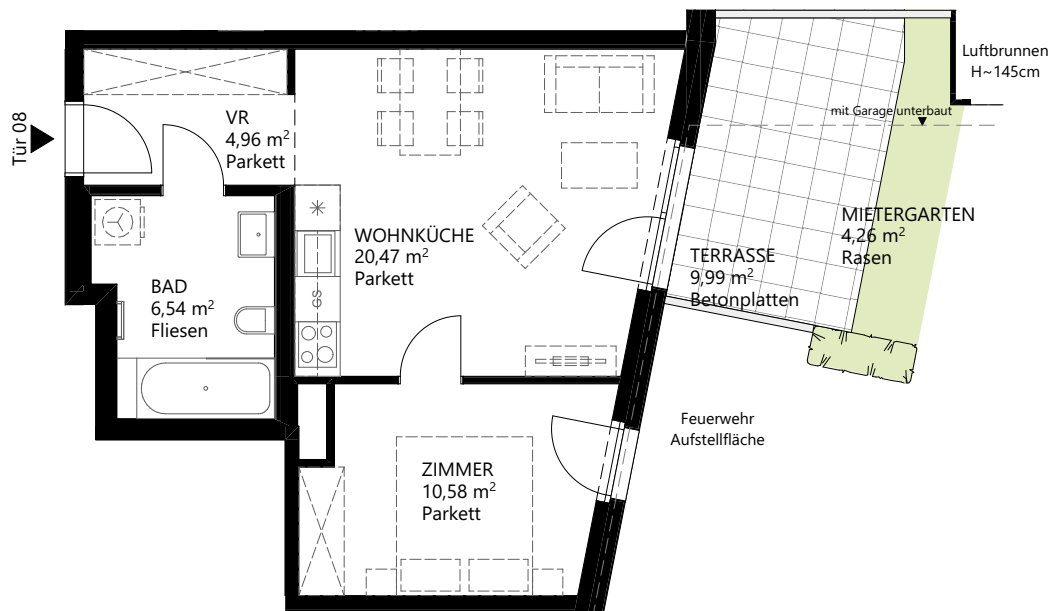 Tür 08
VR
4,96 m²
Parkett
WOHNKÜCHE
20,47 m²
Parkett
GS
BAD
6,54 m²
Fliesen
ZIMMER
10,58 m²
Parkett
TERRASSE
9,99 m²
Betonplatten
MIETERGARTEN
4,26 m²
Rasen
mit Garage unterbaut
Luftbrunnen
H~145cm
Feuerwehr
Aufstellfläche